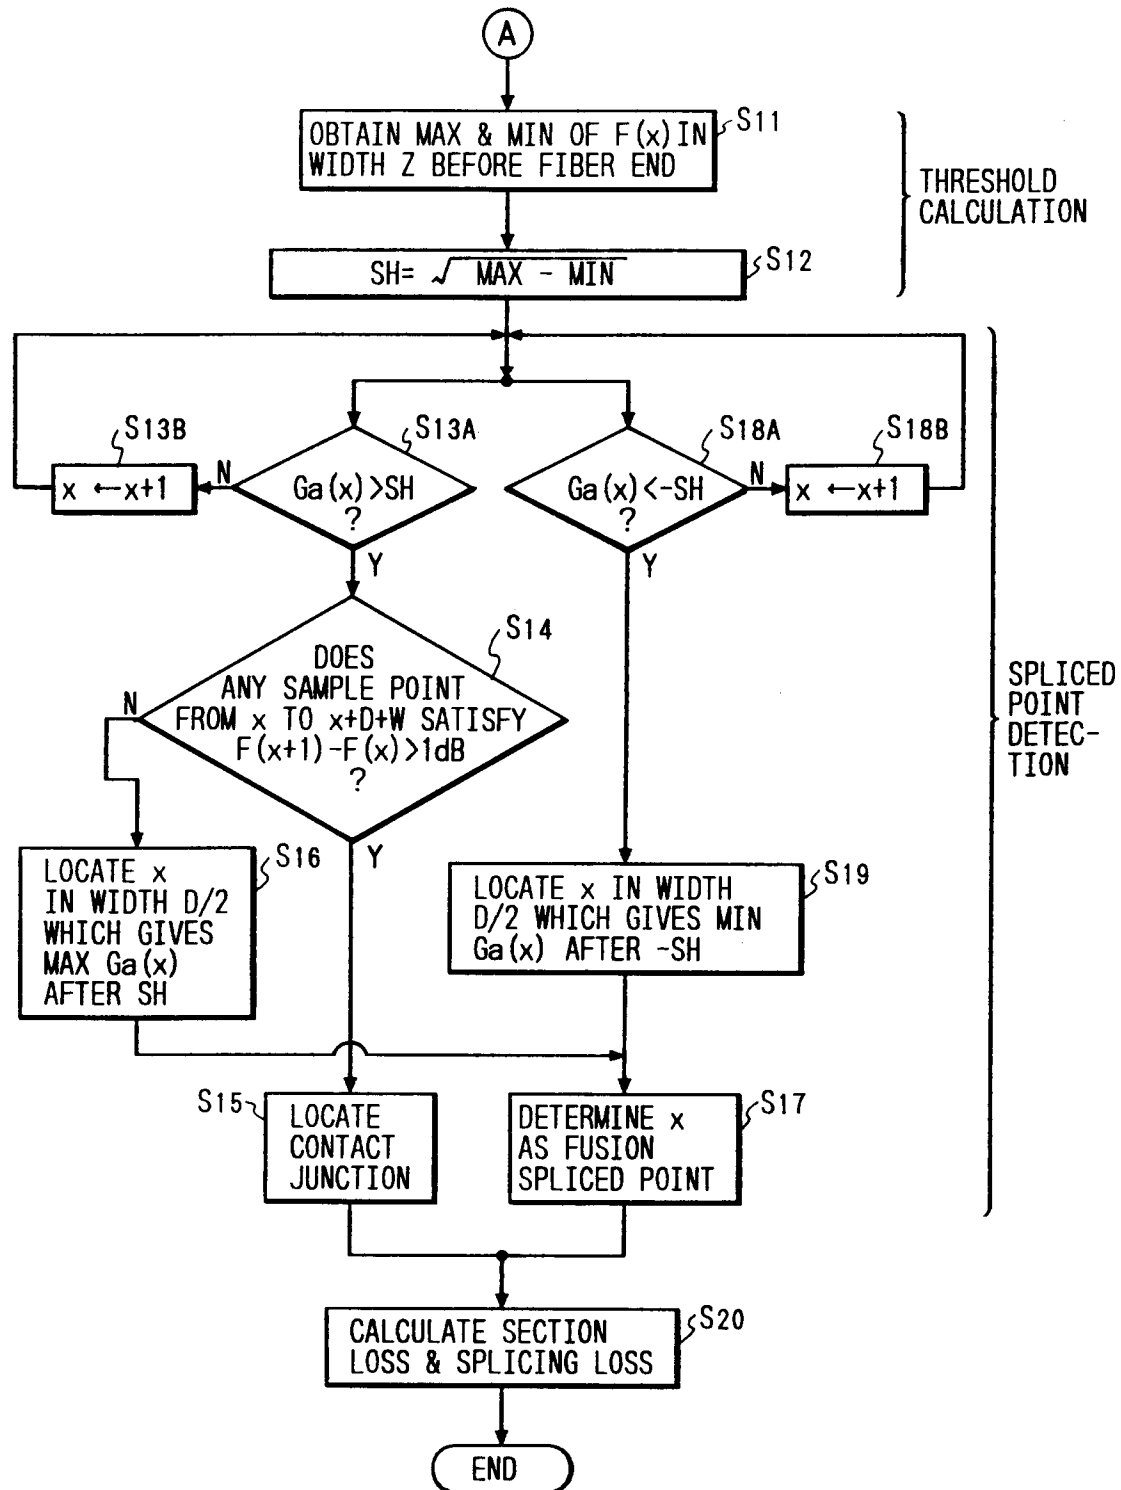 A
OBTAIN MAX & MIN OF F(x)IN
WIDTH Z BEFORE FIBER END
S11
THRESHOLD
CALCULATION
SH= √MAX - MIN
S12
S13B
x ←x+1
N
S13A
Ga(x)>SH
?
Y
S18A
Ga(x)<-SH
?
Y
N
S18B
x ←x+1
S14
DOES
ANY SAMPLE POINT
FROM x TO x+D+W SATISFY
F(x+1)-F(x)>1dB
?
N
Y
SPLICED
POINT
DETEC-
TION
S16
LOCATE x
IN WIDTH D/2
WHICH GIVES
MAX Ga(x)
AFTER SH
S19
LOCATE x IN WIDTH
D/2 WHICH GIVES MIN
Ga(x) AFTER -SH
S15
LOCATE
CONTACT
JUNCTION
S17
DETERMINE x
AS FUSION
SPLICED POINT
S20
CALCULATE SECTION
LOSS & SPLICING LOSS
END